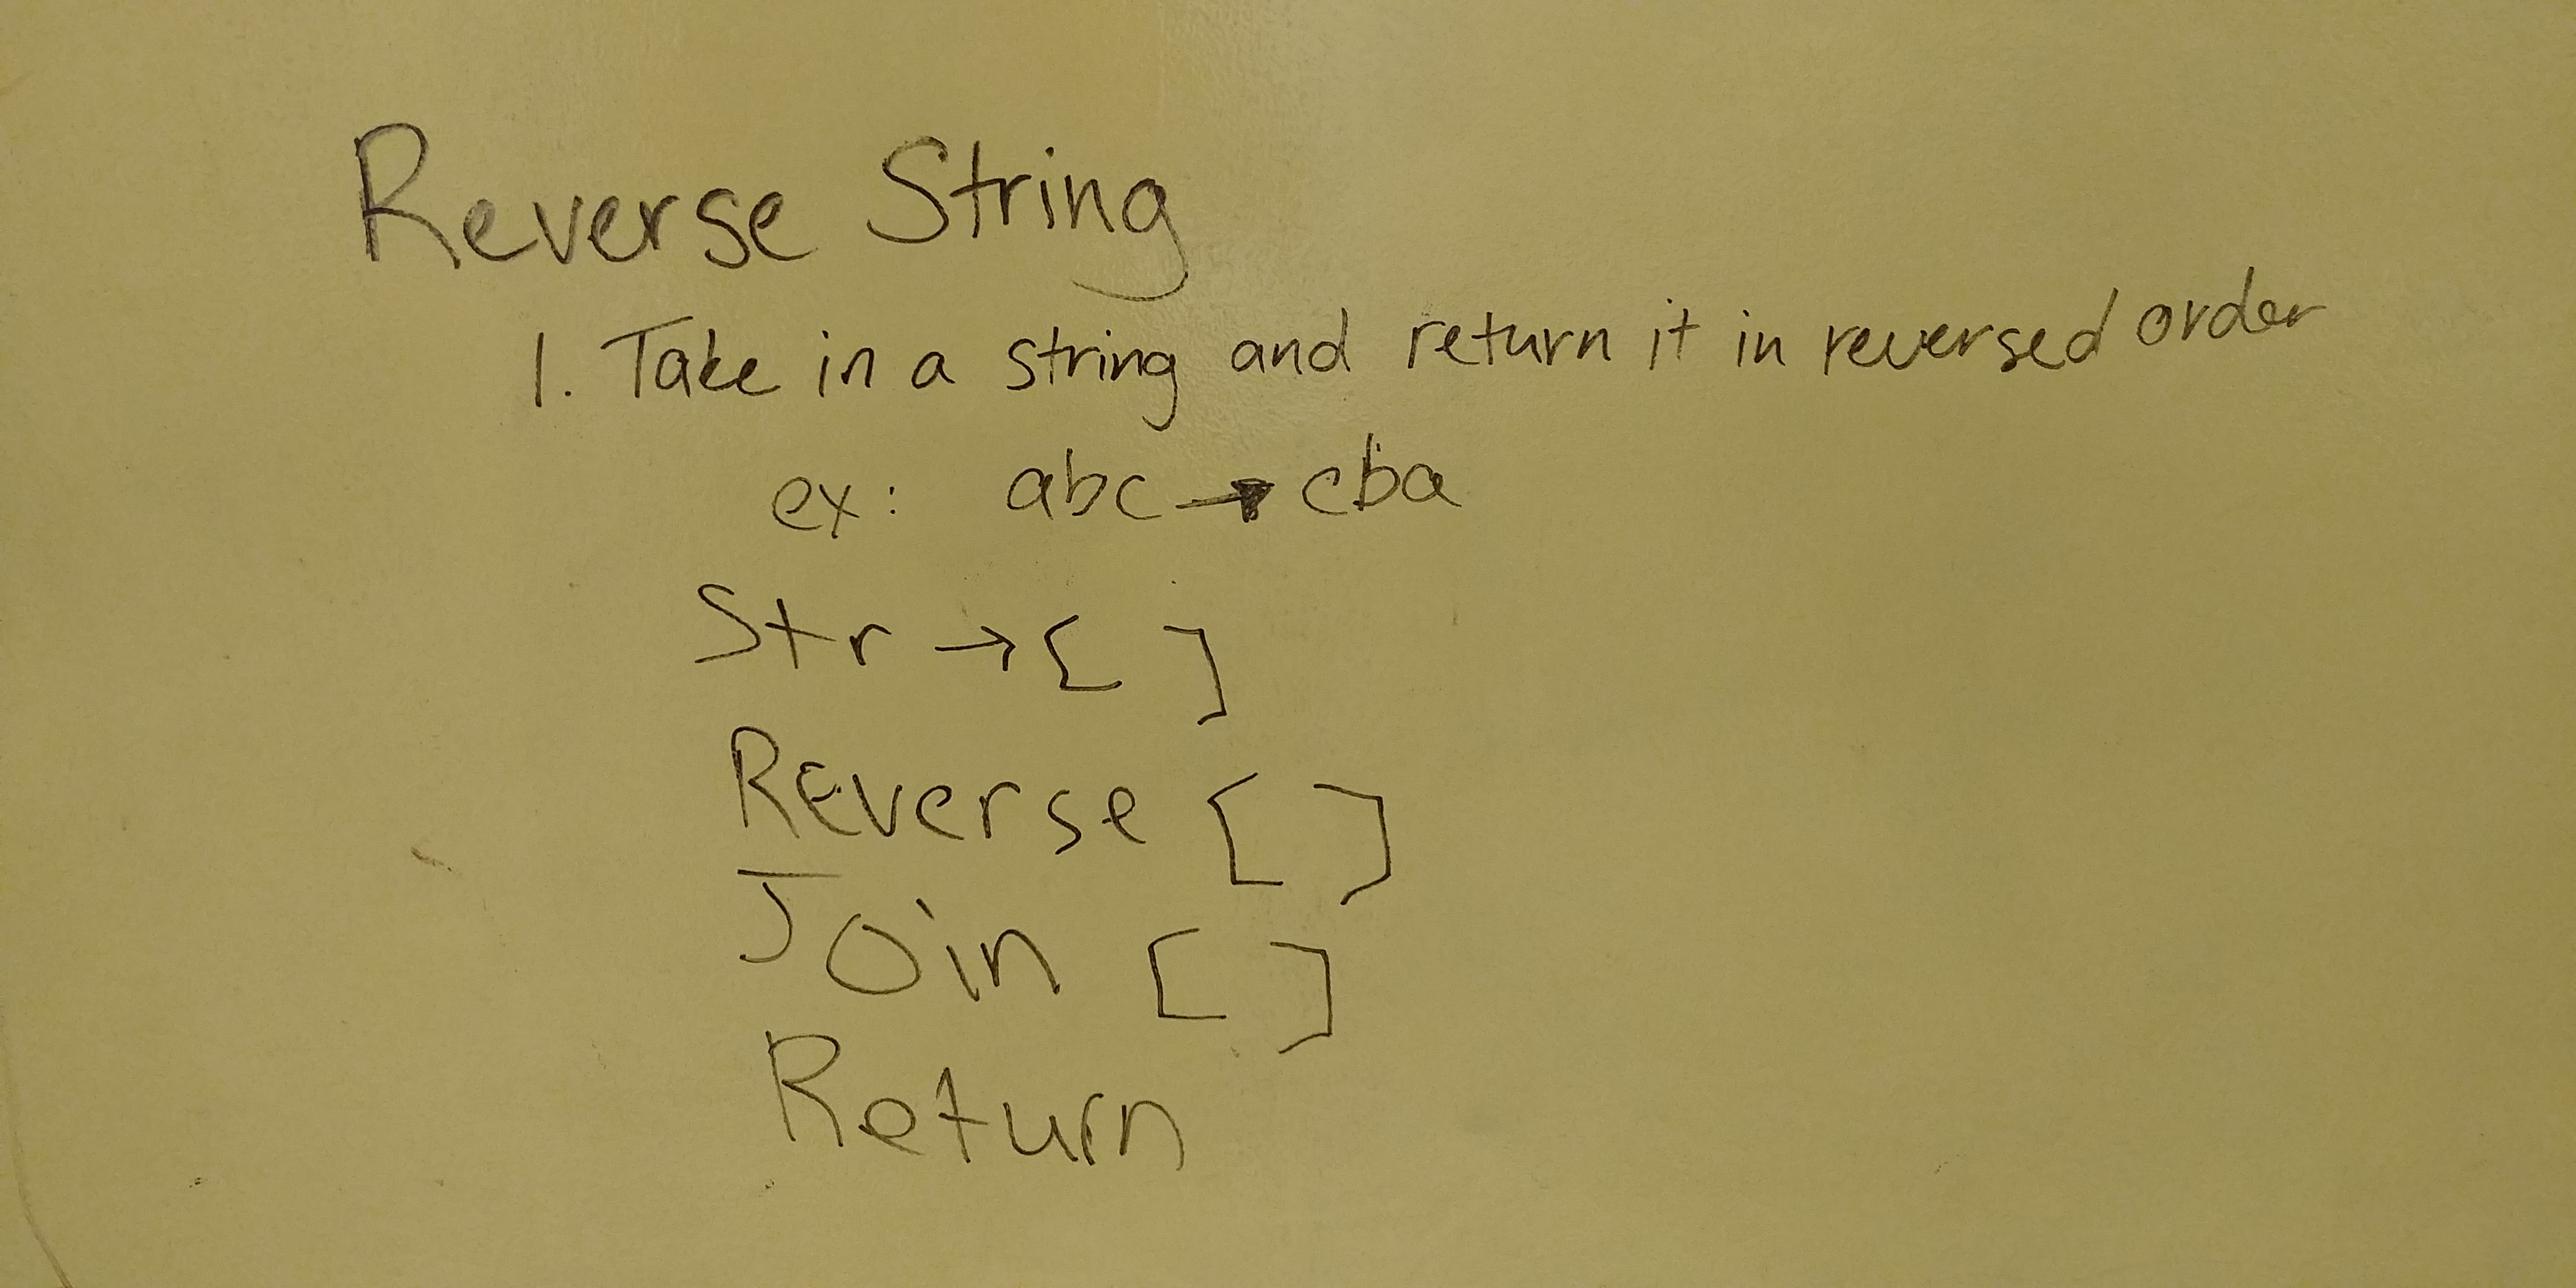 Reverse String
1. Take in a string and return it in reversed order
ex: abc → cba
Str → [ ]
Reverse [ ]
Join [ ]
Return